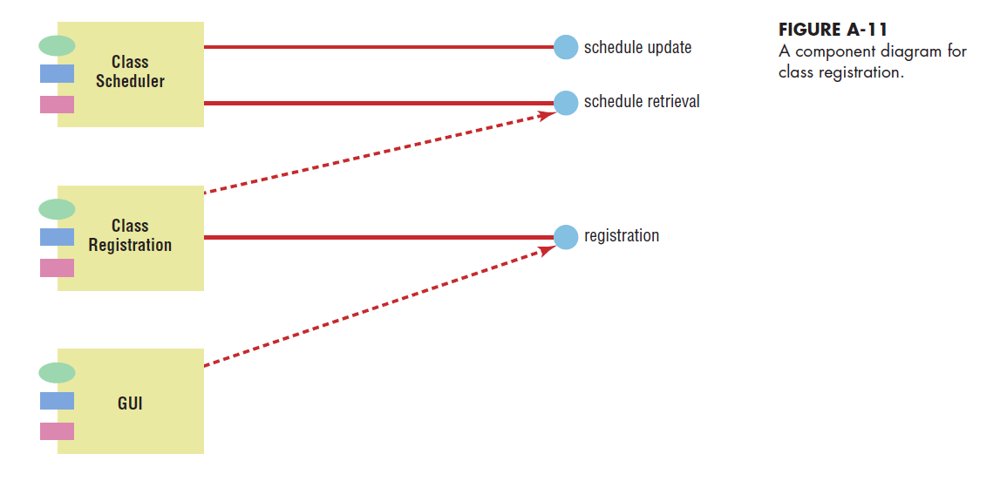 FIGURE A-11
A component diagram for
class registration.
schedule update
Class
Scheduler
schedule retrieval
Class
Registration
registration
GUI